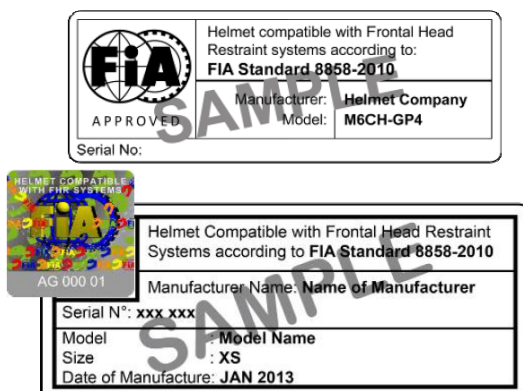 FiA
APPROVED
Helmet compatible with Frontal Head
Restraint systems according to:
FIA Standard 8858-2010
Manufacturer: Helmet Company
Model: M6CH-GP4
Serial No:
SAMPLE
HELMET COMPATIBLE
WITH FHR SYSTEMS
FiA
AG 000 01
Helmet Compatible with Frontal Head Restraint
Systems according to FIA Standard 8858-2010
Manufacturer Name: Name of Manufacturer
Serial N°: xxx xxx
Model : Model Name
Size : XS
Date of Manufacture: JAN 2013
SAMPLE